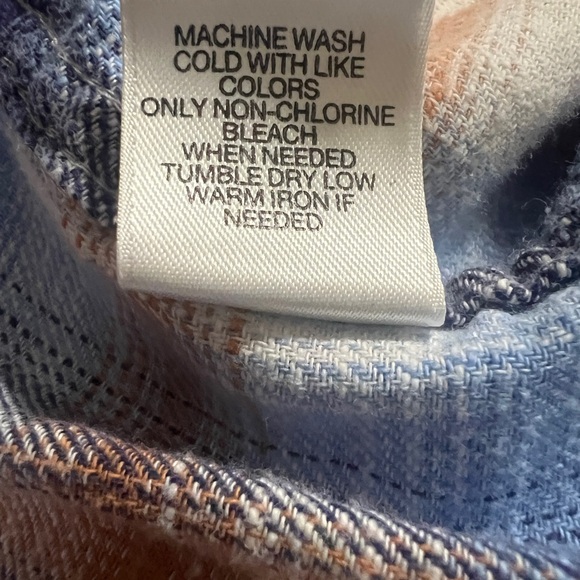 MACHINE WASH
COLD WITH LIKE
COLORS
ONLY NON-CHLORINE
BLEACH
WHEN NEEDED
TUMBLE DRY LOW
WARM IRON IF
NEEDED